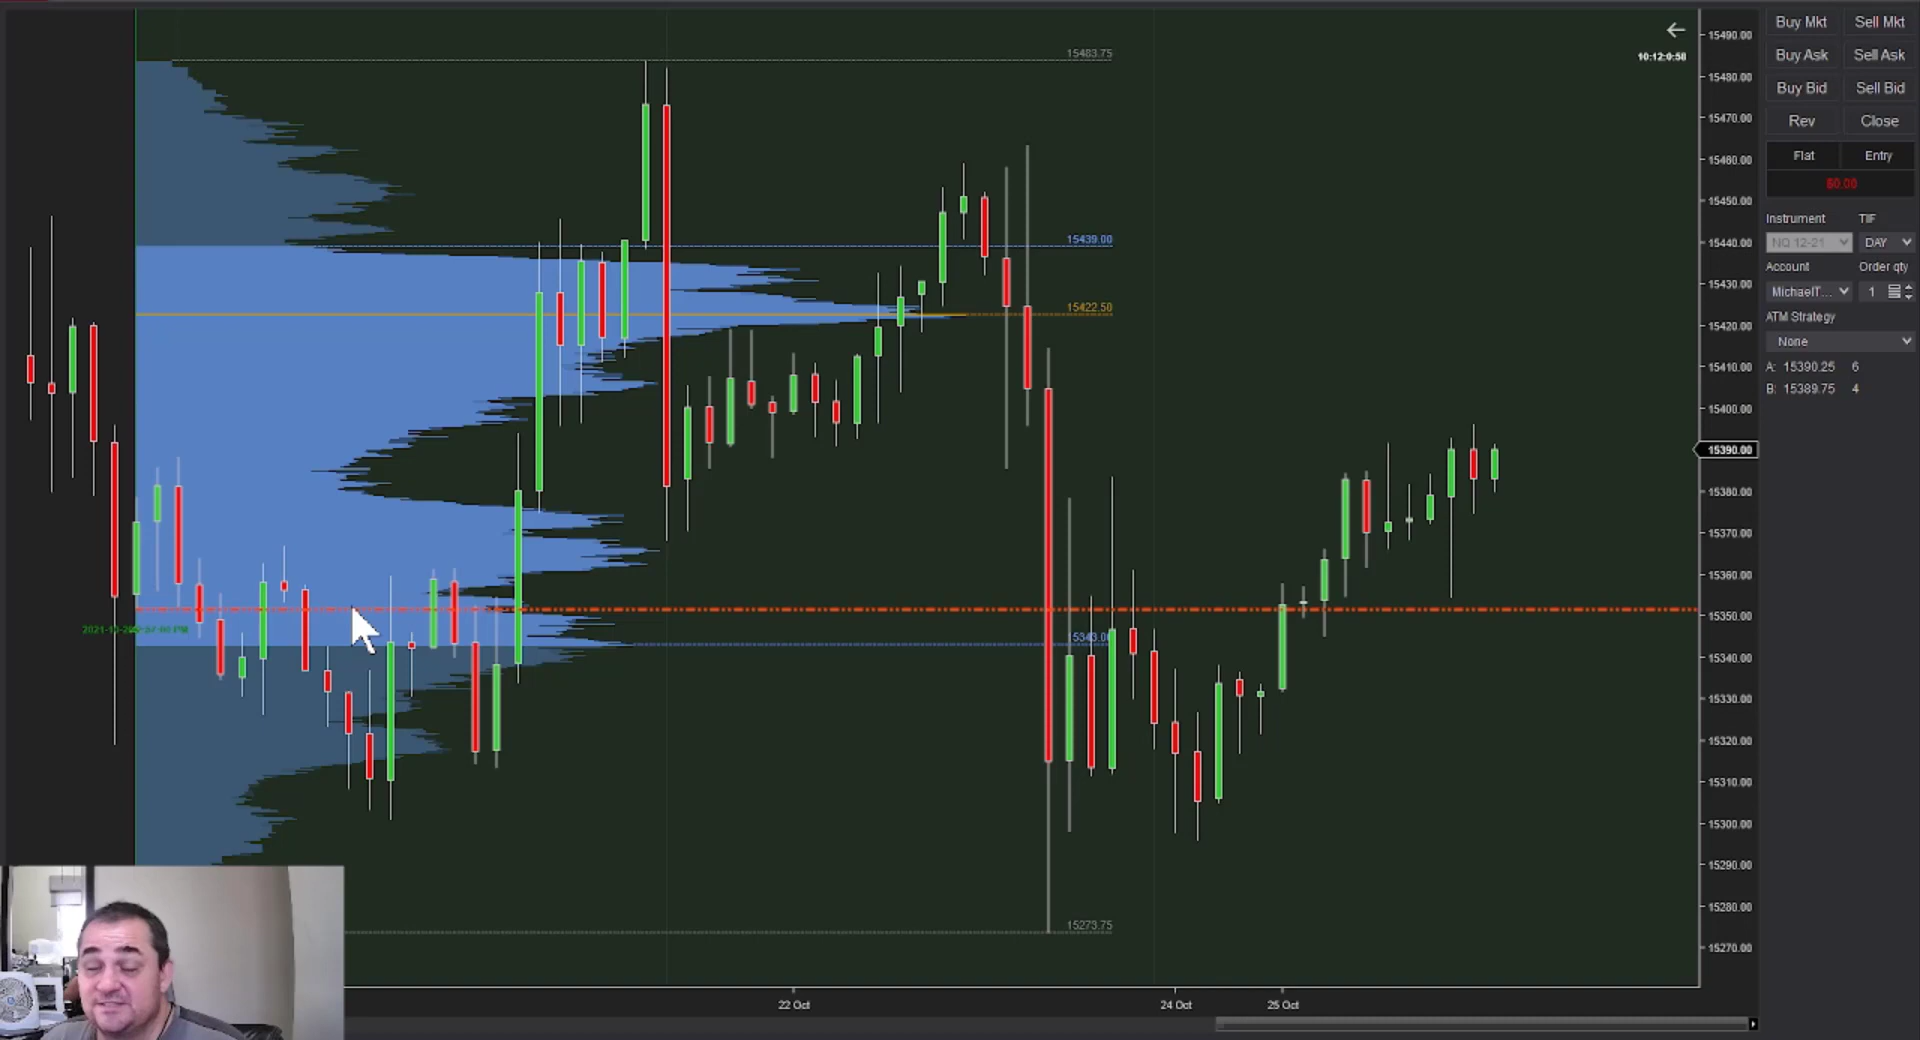 15483.75
15439.00
15422.50
15273.75
10:12:0:58
15490.00
15480.00
15470.00
15460.00
15450.00
15440.00
15430.00
15420.00
15410.00
15400.00
15390.00
15380.00
15370.00
15360.00
15350.00
15340.00
15330.00
15320.00
15310.00
15300.00
15290.00
15280.00
15270.00
22 Oct
24 Oct
25 Oct
Buy Mkt Sell Mkt
Buy Ask Sell Ask
Buy Bid Sell Bid
Rev Close
Flat Entry
Instrument TIF
NQ 12-21 DAY
Account Order qty
MichaelT... 1
ATM Strategy
None
A: 15390.25 6
B: 15389.75 4